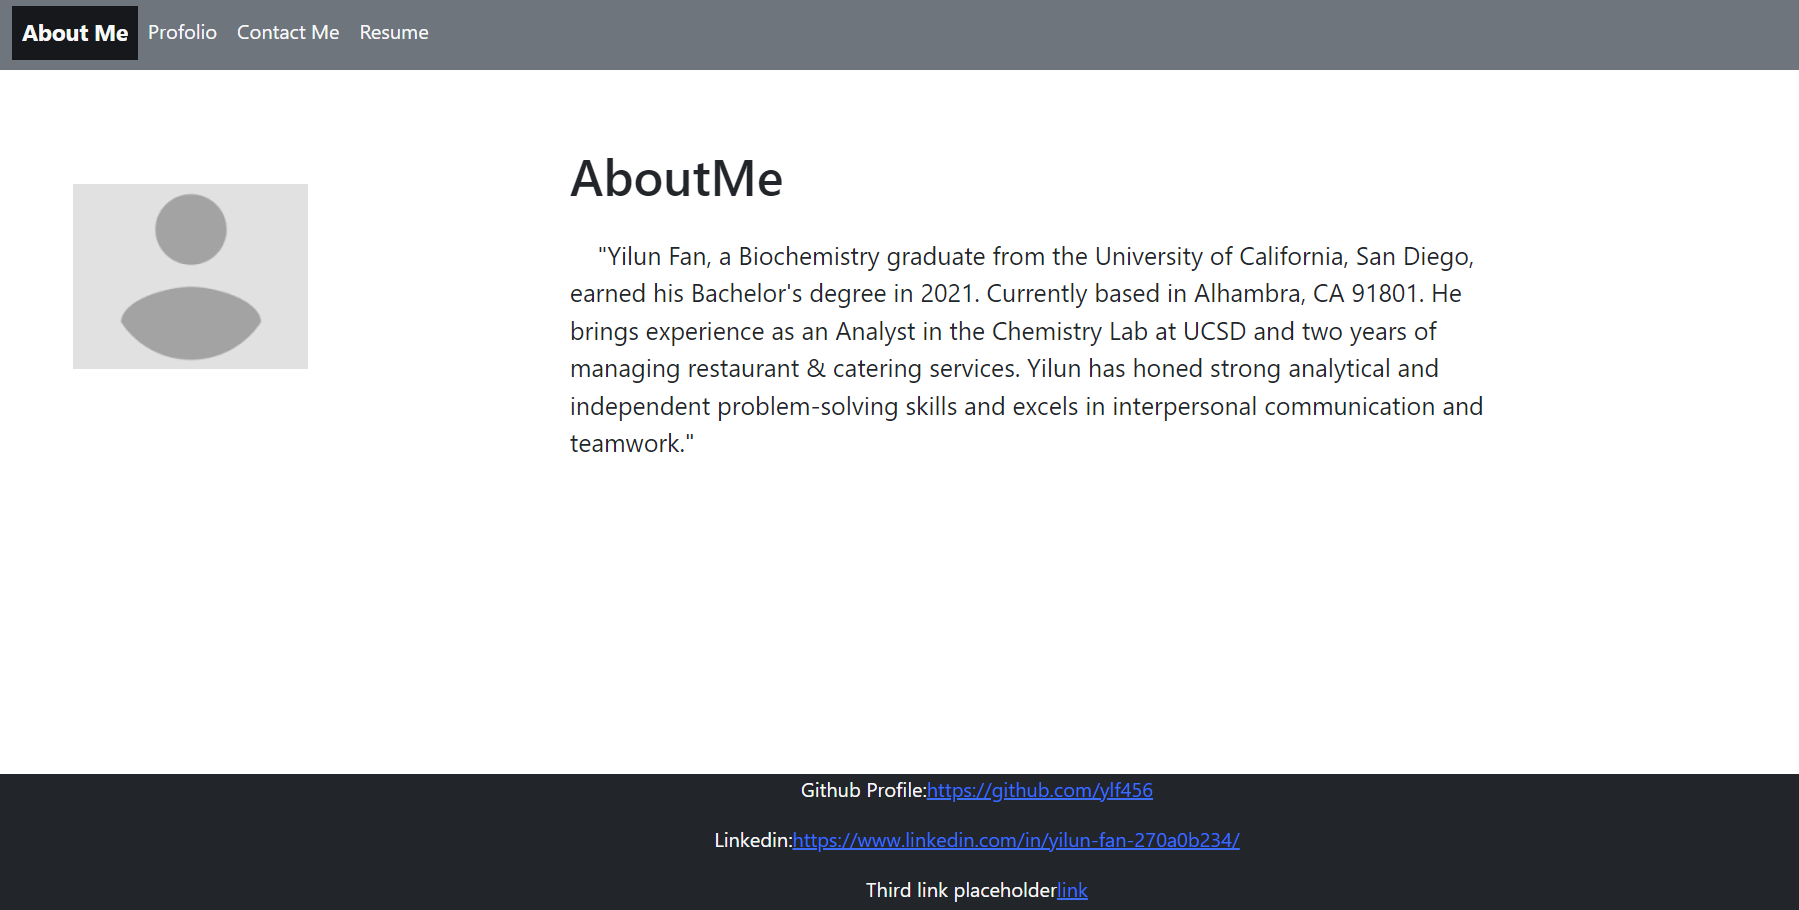 About Me Profolio Contact Me Resume
AboutMe
"Yilun Fan, a Biochemistry graduate from the University of California, San Diego,
earned his Bachelor's degree in 2021. Currently based in Alhambra, CA 91801. He
brings experience as an Analyst in the Chemistry Lab at UCSD and two years of
managing restaurant & catering services. Yilun has honed strong analytical and
independent problem-solving skills and excels in interpersonal communication and
teamwork."
Github Profile:https://github.com/ylf456
Linkedin:https://www.linkedin.com/in/yilun-fan-270a0b234/
Third link placeholderlink